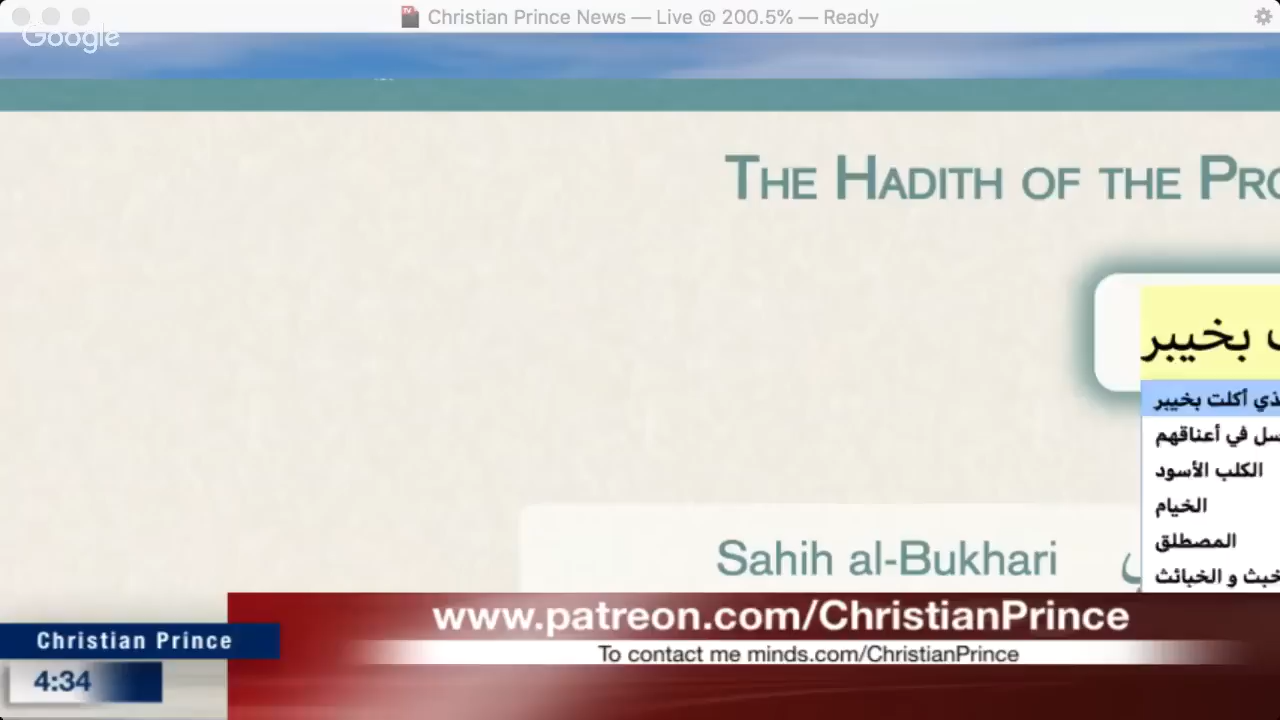 Christian Prince News — Live @ 200.5% — Ready
Google
THE HADITH OF THE
ب بخيبر
ذي أكلت بخيبر
في أعناقهم
الكلب الأسود
الخيام
المصطلق
و الخبائث
Sahih al-Bukhari
www.patreon.com/ChristianPrince
To contact me minds.com/ChristianPrince
Christian Prince
4:34